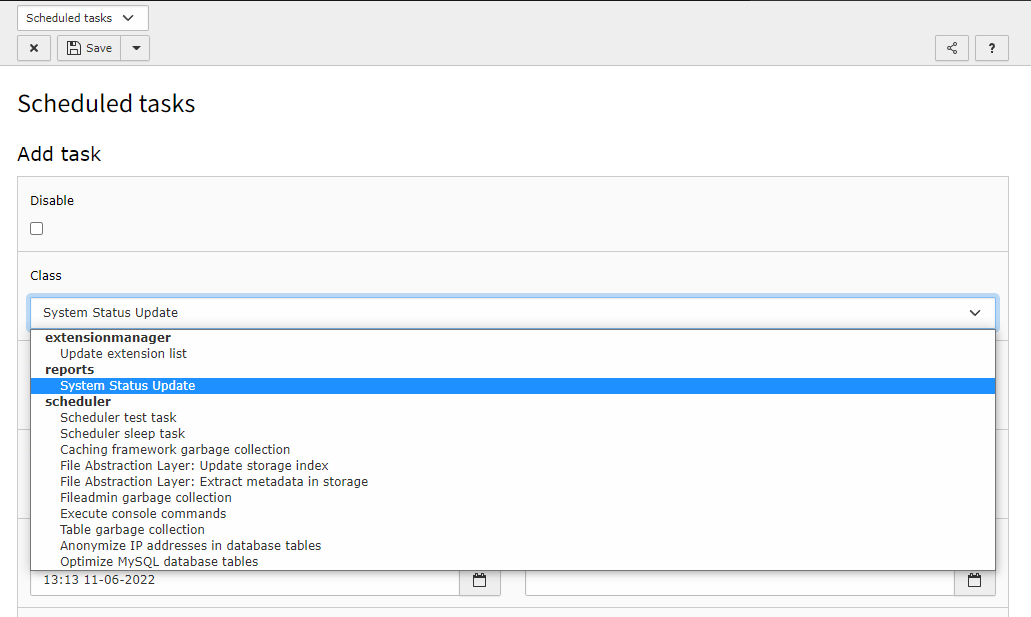 Scheduled tasks
Save
?
Scheduled tasks
Add task
Disable
Class
System Status Update
extensionmanager
Update extension list
reports
System Status Update
scheduler
Scheduler test task
Scheduler sleep task
Caching framework garbage collection
File Abstraction Layer: Update storage index
File Abstraction Layer: Extract metadata in storage
Fileadmin garbage collection
Execute console commands
Table garbage collection
Anonymize IP addresses in database tables
Optimize MySQL database tables
13:13 11-06-2022